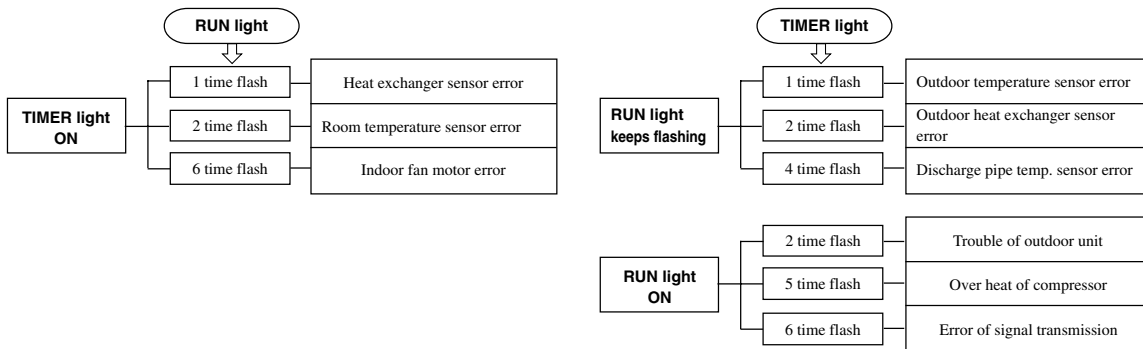 RUN light
1 time flash
Heat exchanger sensor error
TIMER light
ON
2 time flash
Room temperature sensor error
6 time flash
Indoor fan motor error
TIMER light
1 time flash
Outdoor temperature sensor error
RUN light
keeps flashing
2 time flash
Outdoor heat exchanger sensor
error
4 time flash
Discharge pipe temp. sensor error
2 time flash
Trouble of outdoor unit
RUN light
ON
5 time flash
Over heat of compressor
6 time flash
Error of signal transmission